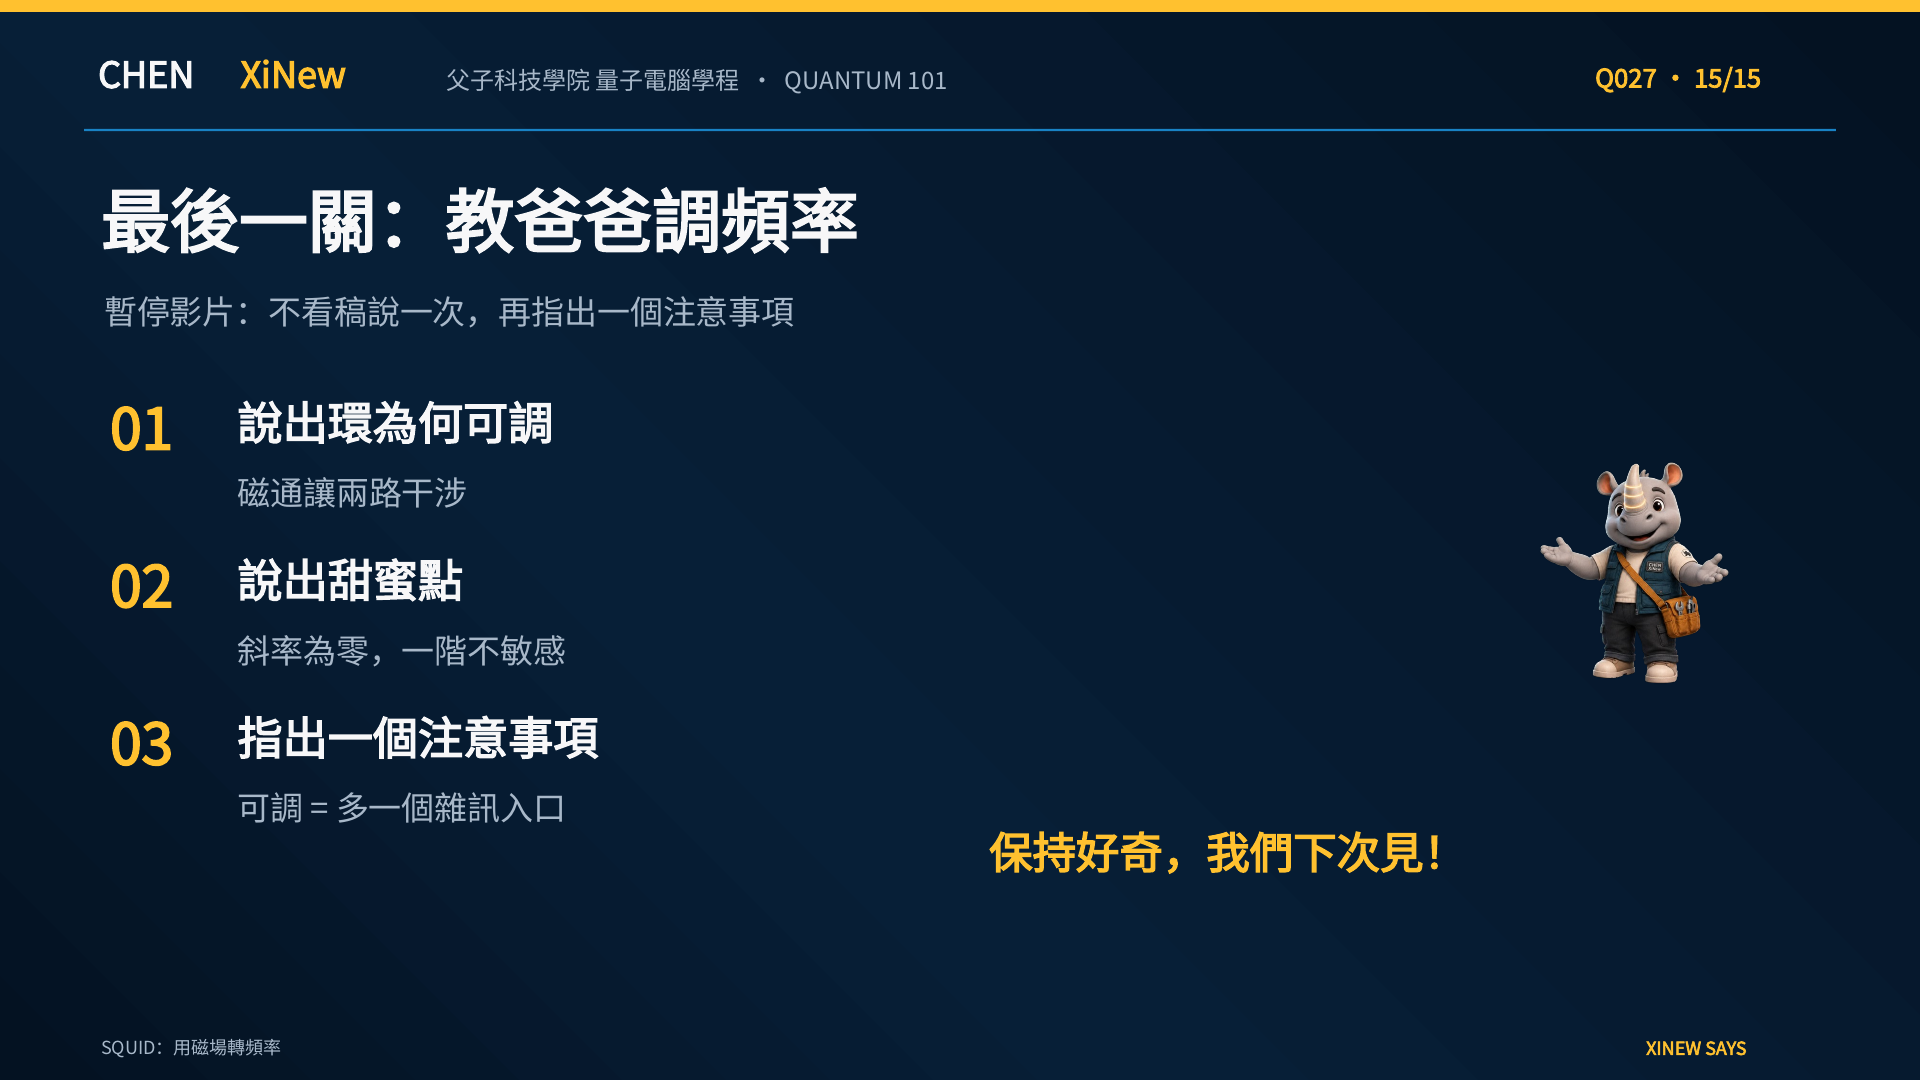 CHEN XiNew 父子科技學院 量子電腦學程 · QUANTUM 101 Q027 · 15/15
最後一關：教爸爸調頻率
暫停影片：不看稿說一次，再指出一個注意事項
01 說出環為何可調
磁通讓兩路干涉
02 說出甜蜜點
斜率為零，一階不敏感
03 指出一個注意事項
可調 = 多一個雜訊入口
保持好奇，我們下次見！
SQUID：用磁場轉頻率 XINEW SAYS